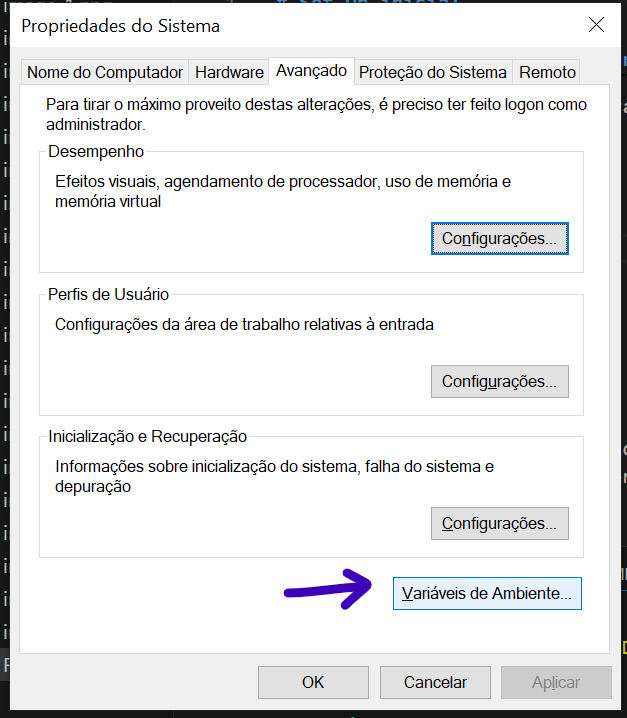 Propriedades do Sistema
Nome do Computador
Hardware
Avançado
Proteção do Sistema
Remoto
Para tirar o máximo proveito destas alterações, é preciso ter feito logon como
administrador.
Desempenho
Efeitos visuais, agendamento de processador, uso de memória e
memória virtual
Configurações...
Perfis de Usuário
Configurações da área de trabalho relativas à entrada
Configurações...
Inicialização e Recuperação
Informações sobre inicialização do sistema, falha do sistema e
depuração
Configurações...
Variáveis de Ambiente...
OK
Cancelar
Aplicar